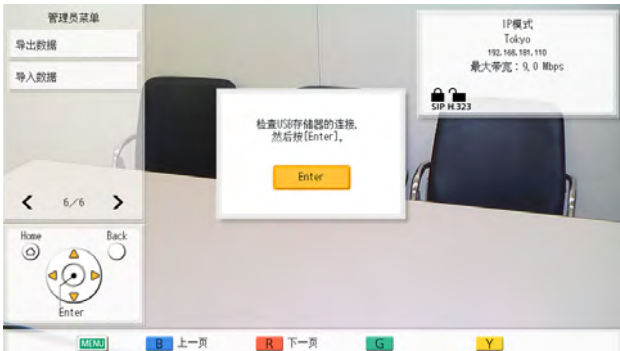 管理员菜单
导出数据
导入数据
6/6
Home
Back
Enter
IP模式
Tokyo
192.168.181.110
最大带宽：9.0 Mbps
SIP H.323
检查USB存储器的连接,
然后按[Enter]。
Enter
MENU
B 上一页
R 下一页
G
Y